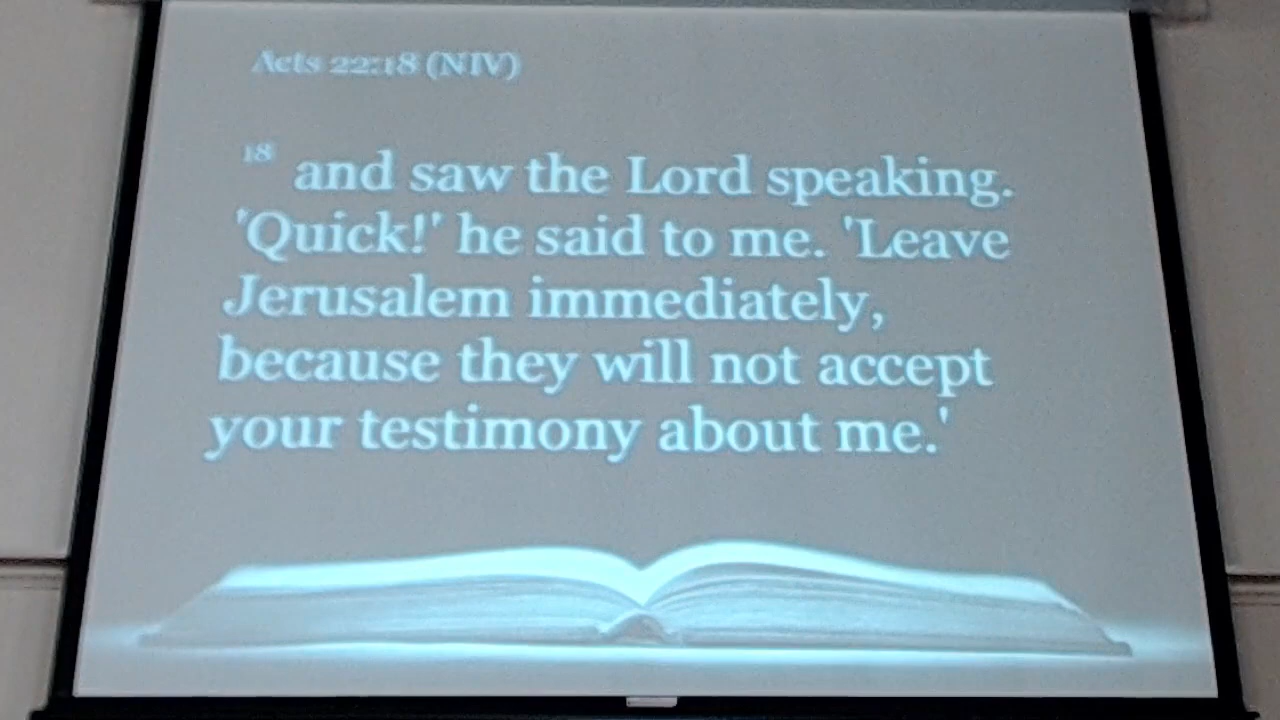 Acts 22:18 (NIV)
18 and saw the Lord speaking.
'Quick!' he said to me. 'Leave
Jerusalem immediately,
because they will not accept
your testimony about me.'